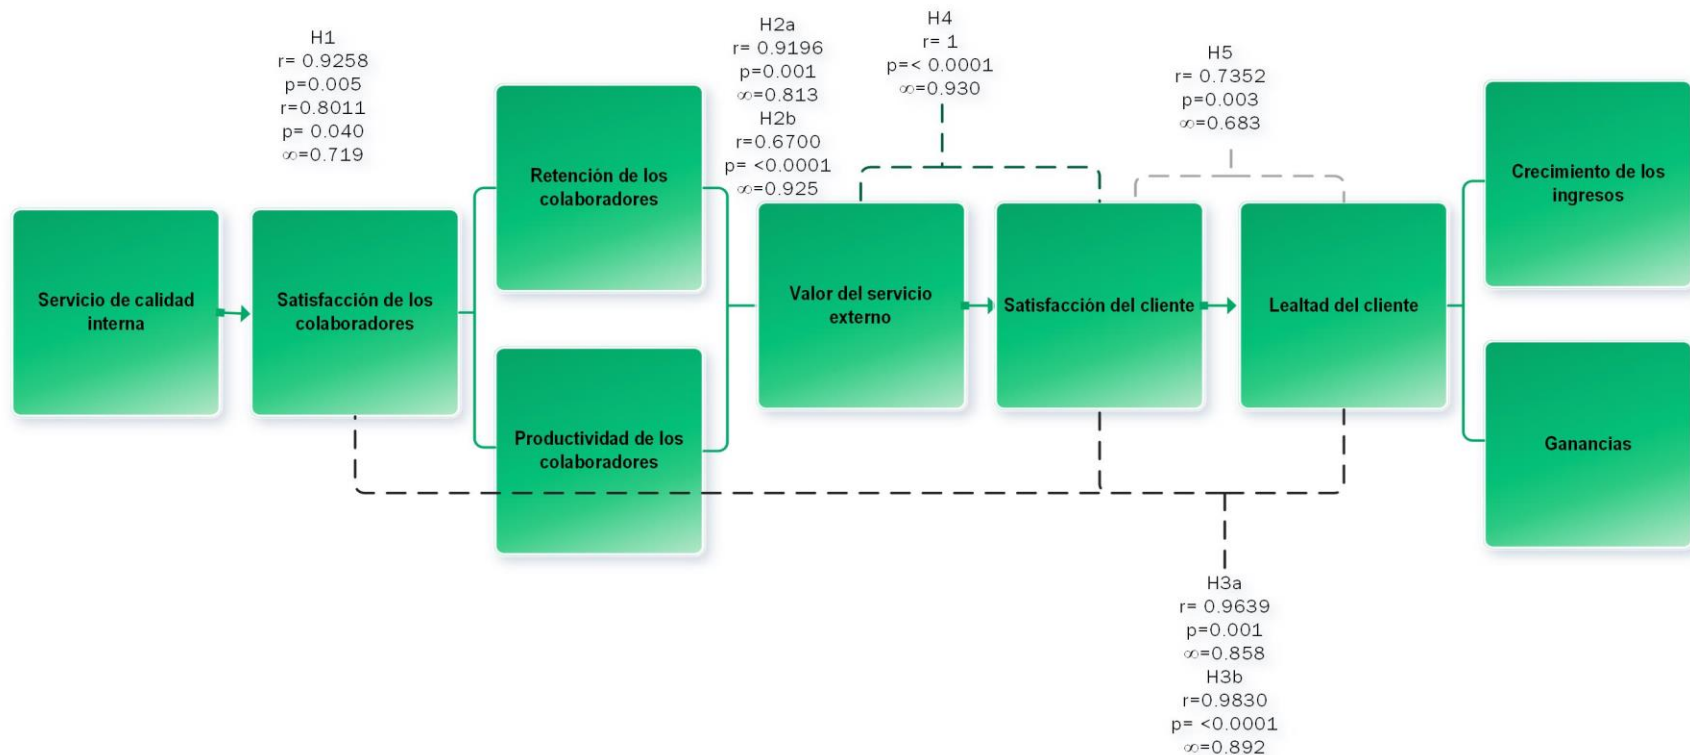 H1
r= 0.9258
p=0.005
r=0.8011
p= 0.040
∞=0.719
H2a
r= 0.9196
p=0.001
∞=0.813
H2b
r=0.6700
p= <0.0001
∞=0.925
H4
r= 1
p=< 0.0001
∞=0.930
H5
r= 0.7352
p=0.003
∞=0.683
Servicio de calidad
interna
Satisfacción de los
colaboradores
Retención de los
colaboradores
Productividad de los
colaboradores
Valor del servicio
externo
Satisfacción del cliente
Lealtad del cliente
Crecimiento de los
ingresos
Ganancias
H3a
r= 0.9639
p=0.001
∞=0.858
H3b
r=0.9830
p= <0.0001
∞=0.892